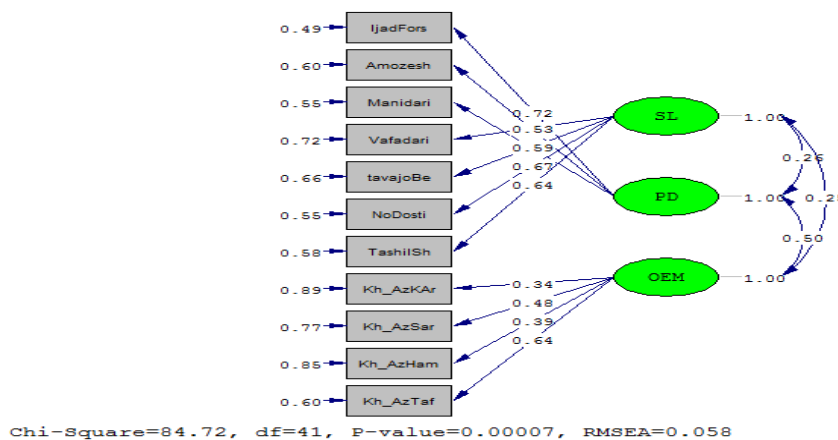 0.49 IjadFors
0.60 Amozesh
0.55 Manidari
0.72 Vafadari
0.66 tavajoBe
0.55 NoDosti
0.58 TashilSh
0.89 Kh_AzKAr
0.77 Kh_AzSar
0.85 Kh_AzHam
0.60 Kh_AzTaf
0.72
0.53
0.59
0.67
0.64
0.34
0.48
0.39
0.64
SL 1.00
PD 1.00
OEM 1.00
0.26
0.50
Chi-Square=84.72, df=41, P-value=0.00007, RMSEA=0.058